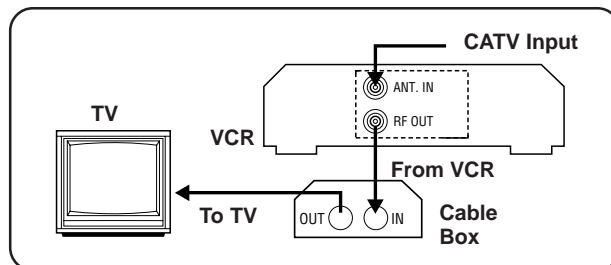 CATV Input
ANT. IN
TV
VCR
RF OUT
From VCR
To TV
OUT
IN
Cable
Box